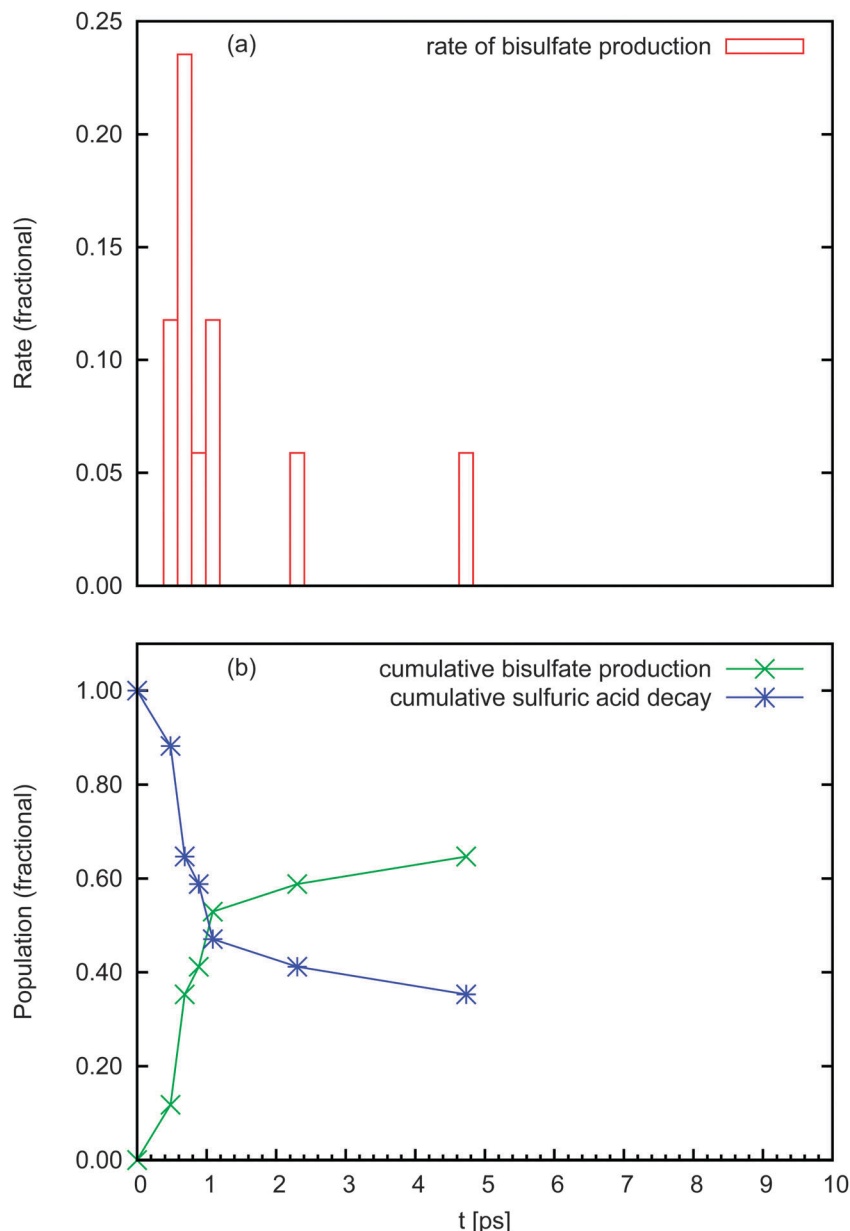 (a)
rate of bisulfate production
0.25
0.20
0.15
0.10
0.05
0.00
Rate (fractional)
(b)
cumulative bisulfate production
cumulative sulfuric acid decay
1.00
0.80
0.60
0.40
0.20
0.00
Population (fractional)
0 1 2 3 4 5 6 7 8 9 10
t [ps]